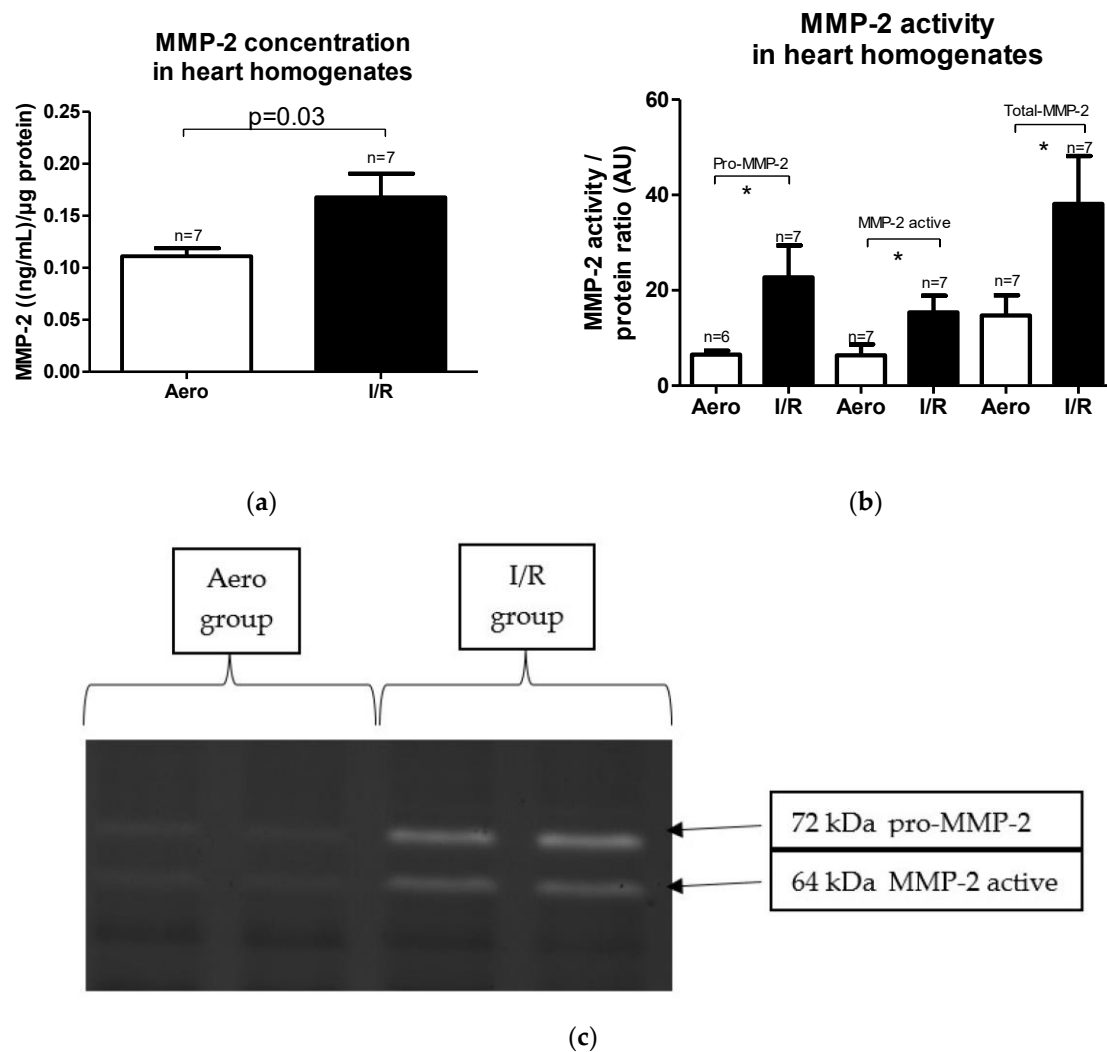 MMP-2 concentration
in heart homogenates
MMP-2 ((ng/mL)/µg protein)
0.25
0.20
0.15
0.10
0.05
0.00
p=0.03
n=7
n=7
Aero
I/R
(a)
MMP-2 activity
in heart homogenates
MMP-2 activity /
protein ratio (AU)
60
40
20
0
Pro-MMP-2
*
MMP-2 active
*
Total-MMP-2
*
n=6
n=7
n=7
n=7
n=7
n=7
Aero
I/R
Aero
I/R
Aero
I/R
(b)
Aero
group
I/R
group
72 kDa pro-MMP-2
64 kDa MMP-2 active
(c)